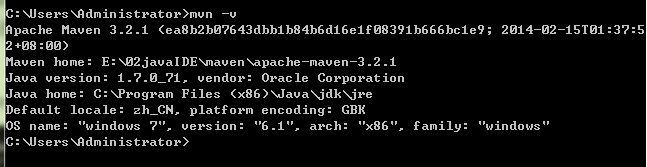 C:\Users\Administrator>mvn -v
Apache Maven 3.2.1 (ea8b2b07643dbb1b84b6d16e1f08391b666bc1e9; 2014-02-15T01:37:5
2+08:00)
Maven home: E:\02javaIDE\maven\apache-maven-3.2.1
Java version: 1.7.0_71, vendor: Oracle Corporation
Java home: C:\Program Files (x86)\Java\jdk\jre
Default locale: zh_CN, platform encoding: GBK
OS name: "windows 7", version: "6.1", arch: "x86", family: "windows"
C:\Users\Administrator>